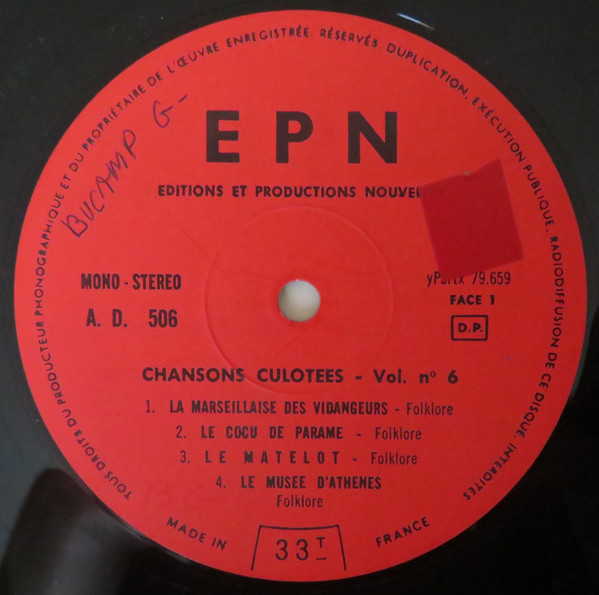 TOUS DROITS DU PRODUCTEUR PHONOGRAPHIQUE ET DU PROPRIÉTAIRE DE L'ŒUVRE ENREGISTRÉE. RÉSERVÉS. DUPLICATION, EXÉCUTION PUBLIQUE, RADIODIFFUSION DE CE DISQUE, INTERDITES
BUCAMP G-
E P N
EDITIONS ET PRODUCTIONS
MONO - STEREO
79.659
A. D. 506
FACE 1
D.P.
CHANSONS CULOTEES - Vol. n° 6
1. LA MARSEILLAISE DES VIDANGEURS - Folklore
2. LE COCU DE PARAME - Folklore
3. LE MATELOT - Folklore
4. LE MUSEE D'ATHENES
Folklore
MADE IN FRANCE
33T